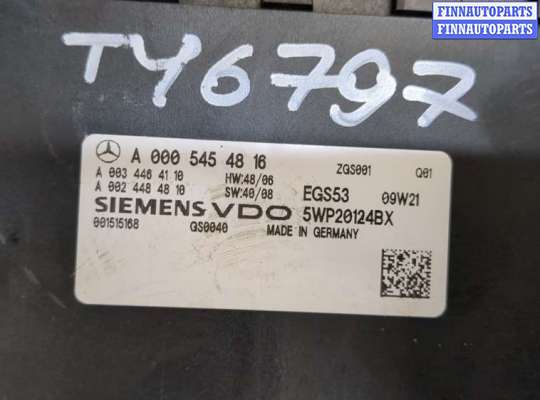 FINNAUTOPARTS
FINNAUTOPARTS
TY6797
A 000 545 48 16
ZGS001 Q01
A 003 446 41 10 HW:48/06
A 002 448 48 10 SW:40/08 EGS53 09W21
SIEMENS VDO 5WP20124BX
001515168 QS0040 MADE IN GERMANY